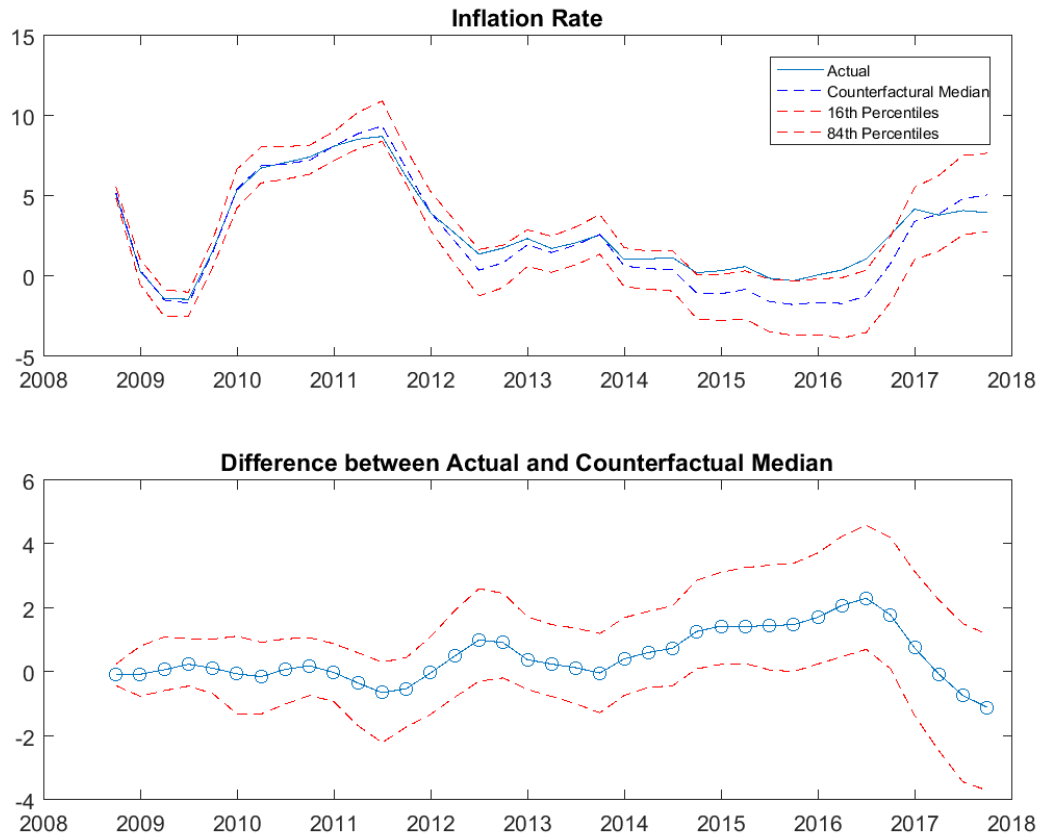 Inflation Rate
15
10
5
0
-5
Actual
Counterfactural Median
16th Percentiles
84th Percentiles
2008 2009 2010 2011 2012 2013 2014 2015 2016 2017 2018
Difference between Actual and Counterfactual Median
6
4
2
0
-2
-4
2008 2009 2010 2011 2012 2013 2014 2015 2016 2017 2018